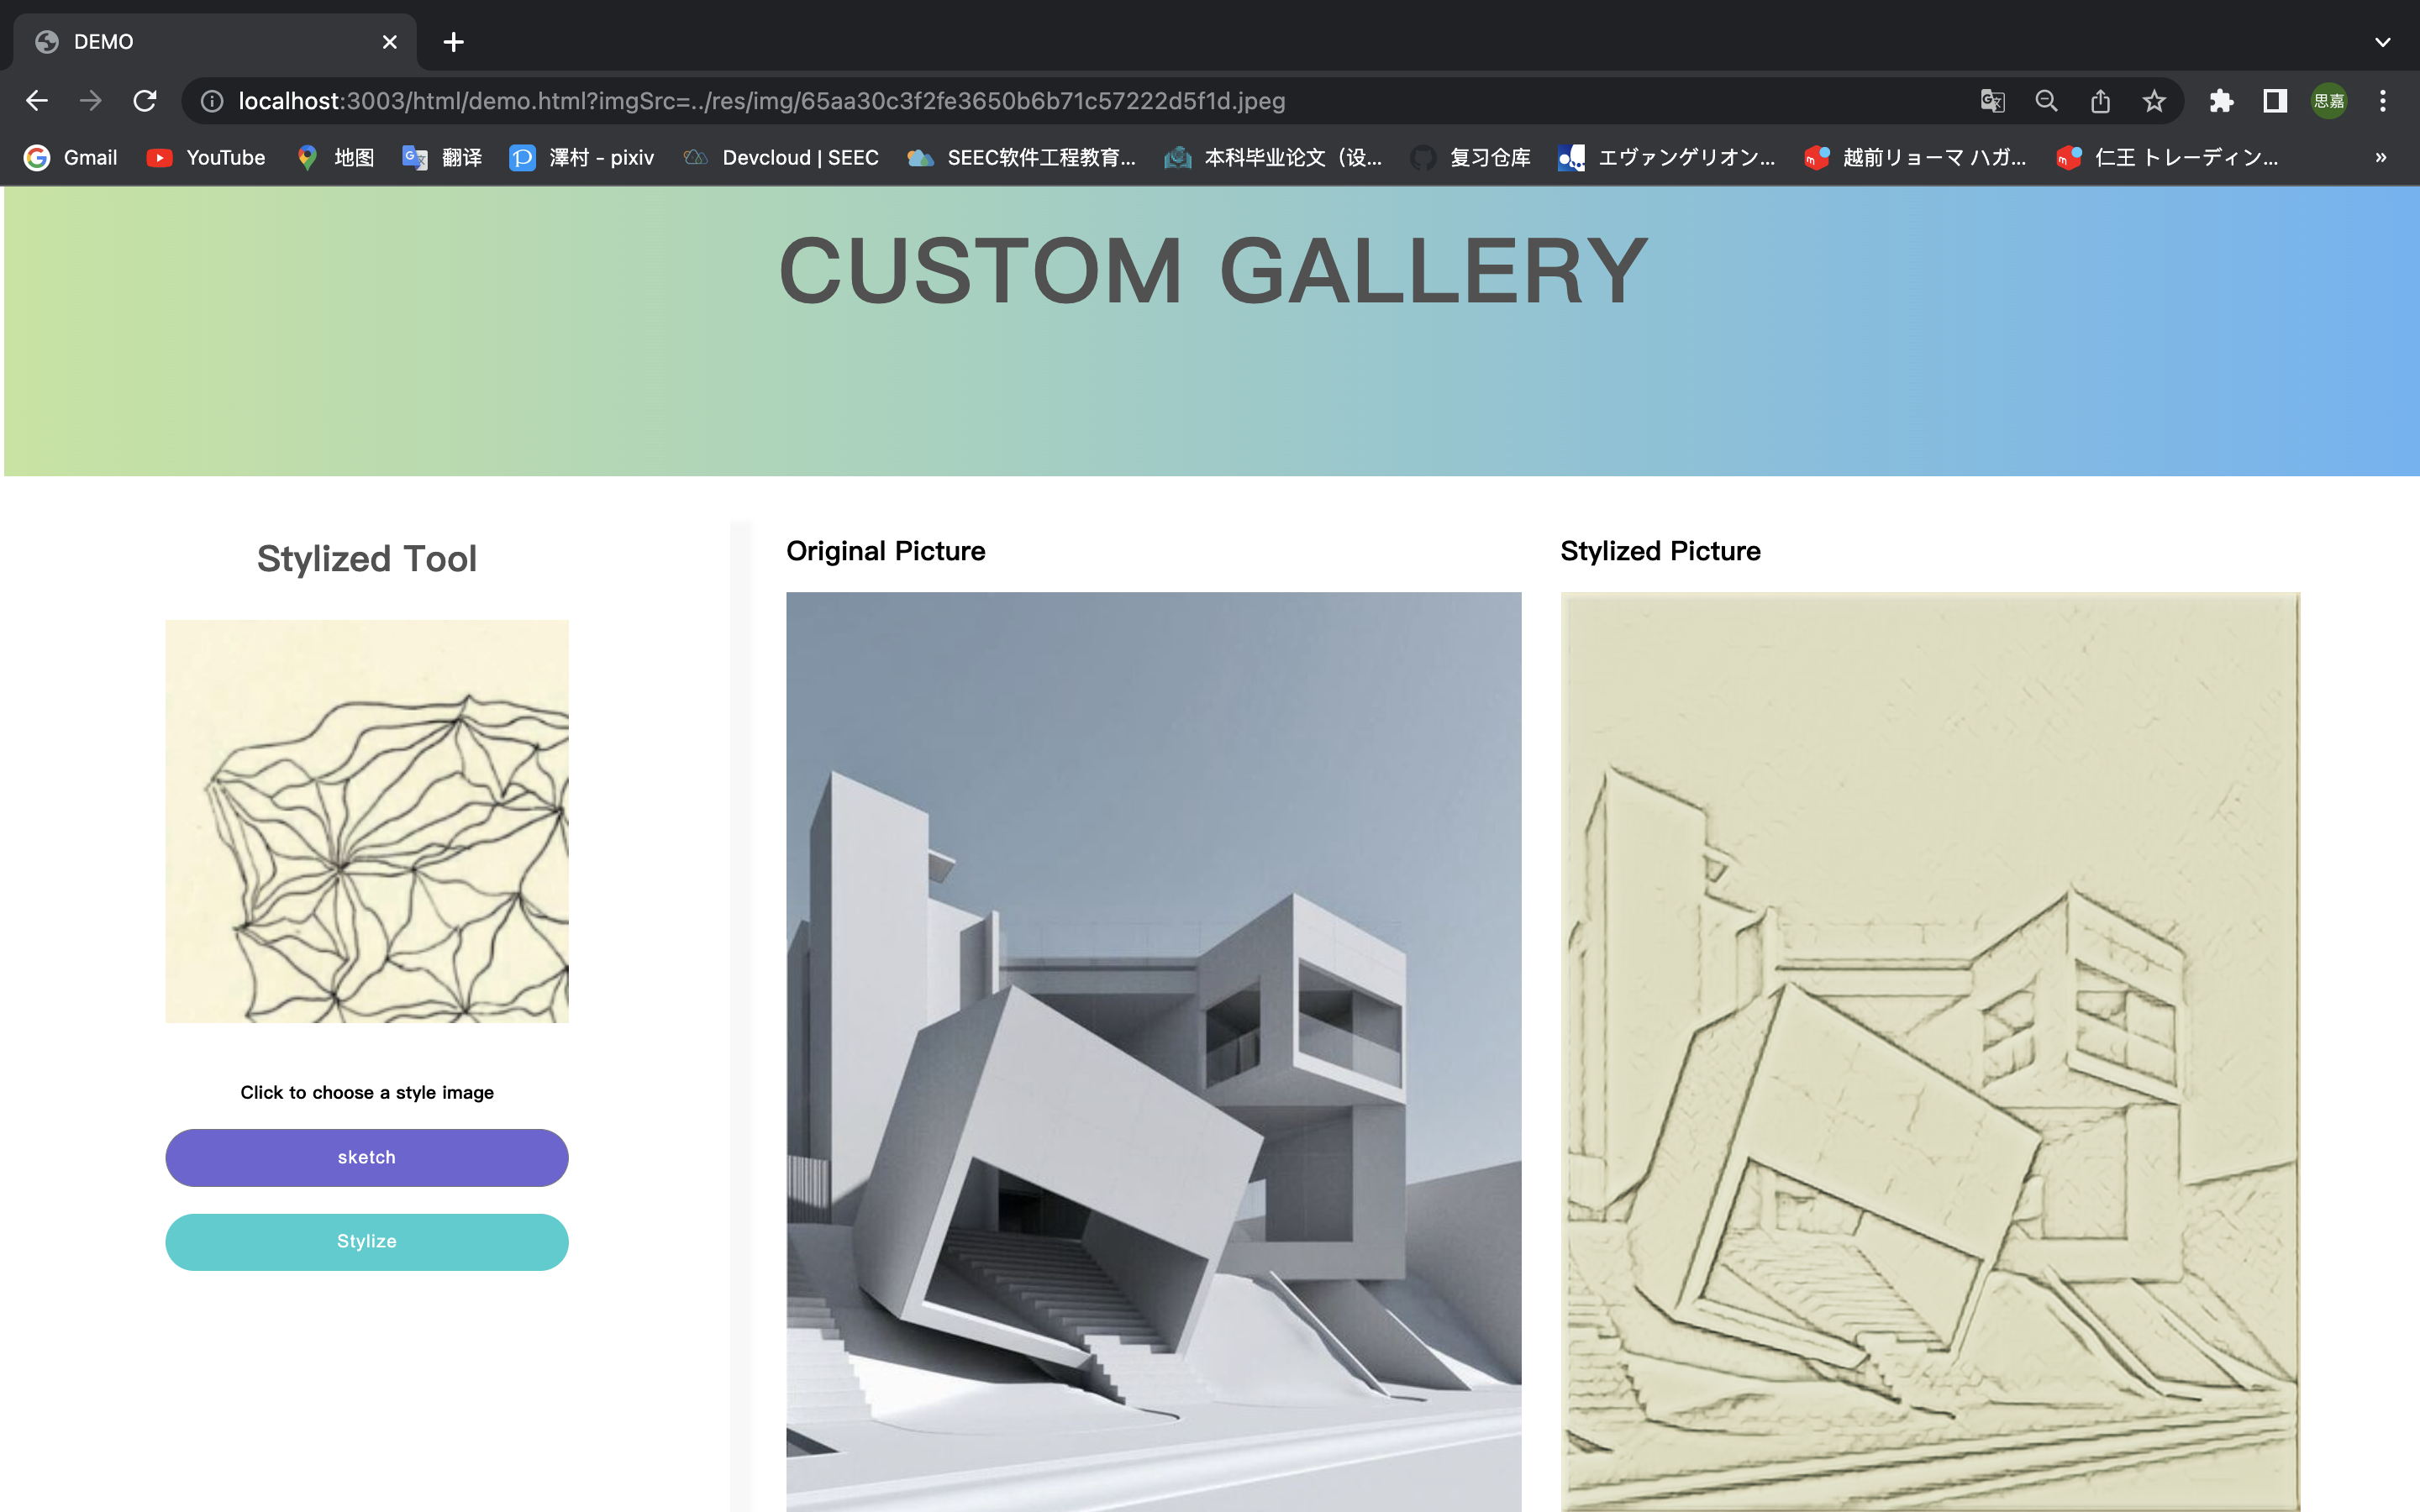 DEMO
localhost:3003/html/demo.html?imgSrc=../res/img/65aa30c3f2fe3650b6b71c57222d5f1d.jpeg
思嘉
Gmail
YouTube
地图
翻译
澤村 - pixiv
Devcloud | SEEC
SEEC软件工程教育...
本科毕业论文（设...
复习仓库
エヴァンゲリオン...
越前リョーマ ハガ...
仁王 トレーディン...
»
CUSTOM GALLERY
Stylized Tool
Original Picture
Stylized Picture
Click to choose a style image
sketch
Stylize